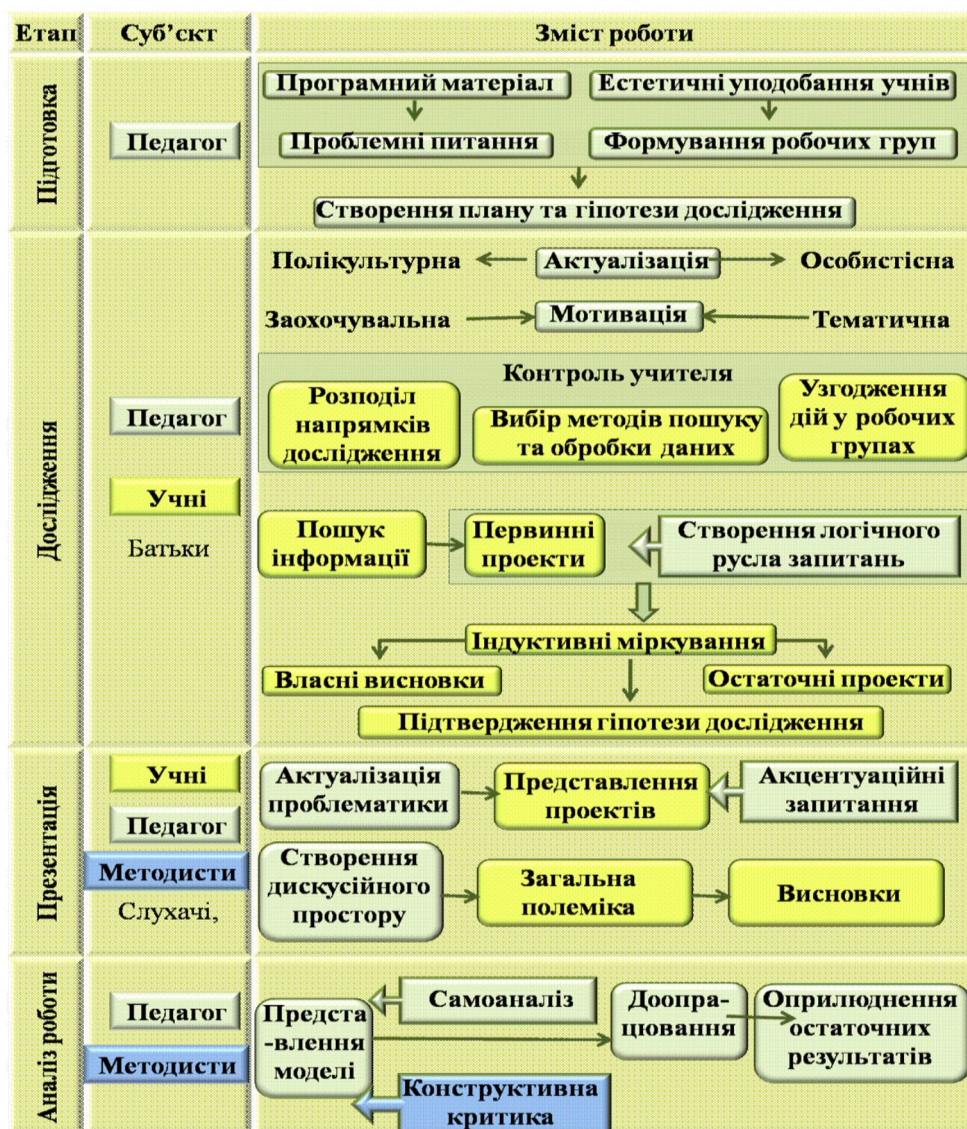 Етап
Суб’єкт
Зміст роботи
Підготовка
Педагог
Програмний матеріал
Естетичні уподобання учнів
Проблемні питання
Формування робочих груп
Створення плану та гіпотези дослідження
Дослідження
Педагог
Учні
Батьки
Полікультурна
Актуалізація
Особистісна
Заохочувальна
Мотивація
Тематична
Контроль учителя
Розподіл
напрямків
дослідження
Вибір методів пошуку
та обробки даних
Узгодження
дій у робочих
групах
Пошук
інформації
Первинні
проекти
Створення логічного
русла запитань
Індуктивні міркування
Власні висновки
Остаточні проекти
Підтвердження гіпотези дослідження
Презентація
Учні
Педагог
Методисти
Слухачі,
Актуалізація
проблематики
Представлення
проектів
Акцентуаційні
запитання
Створення
дискусійного
простору
Загальна
полеміка
Висновки
Аналіз роботи
Педагог
Методисти
Предста
-влення
моделі
Самоаналіз
Конструктивна
критика
Доопра-
цювання
Оприлюднення
остаточних
результатів